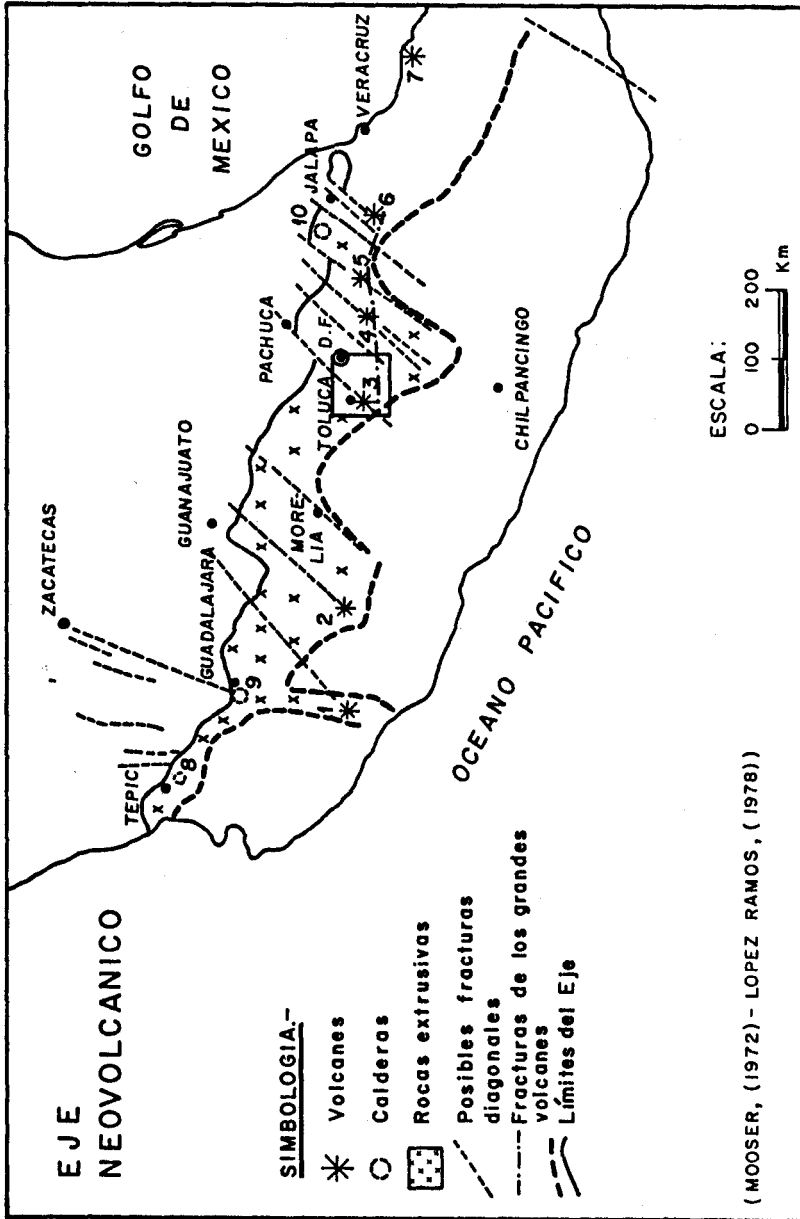 EJE
NEOVOLCANICO
SIMBOLOGIA.-
Volcanes
Calderas
Rocas extrusivas
Posibles fracturas
diagonales
Fracturas de los grandes
volcanes
Límites del Eje
(MOOSER, (1972) - LOPEZ RAMOS, (1978))
GOLFO
DE
MEXICO
ZACATECAS
TEPIC
8
GUADALAJARA
9
1
GUANAJUATO
2
MORE-
LIA
PACHUCA
TOLUCA
D.F.
3
4
5
10
JALAPA
6
VERACRUZ
7
CHILPANCINGO
OCEANO PACIFICO
ESCALA:
0 100 200
Km